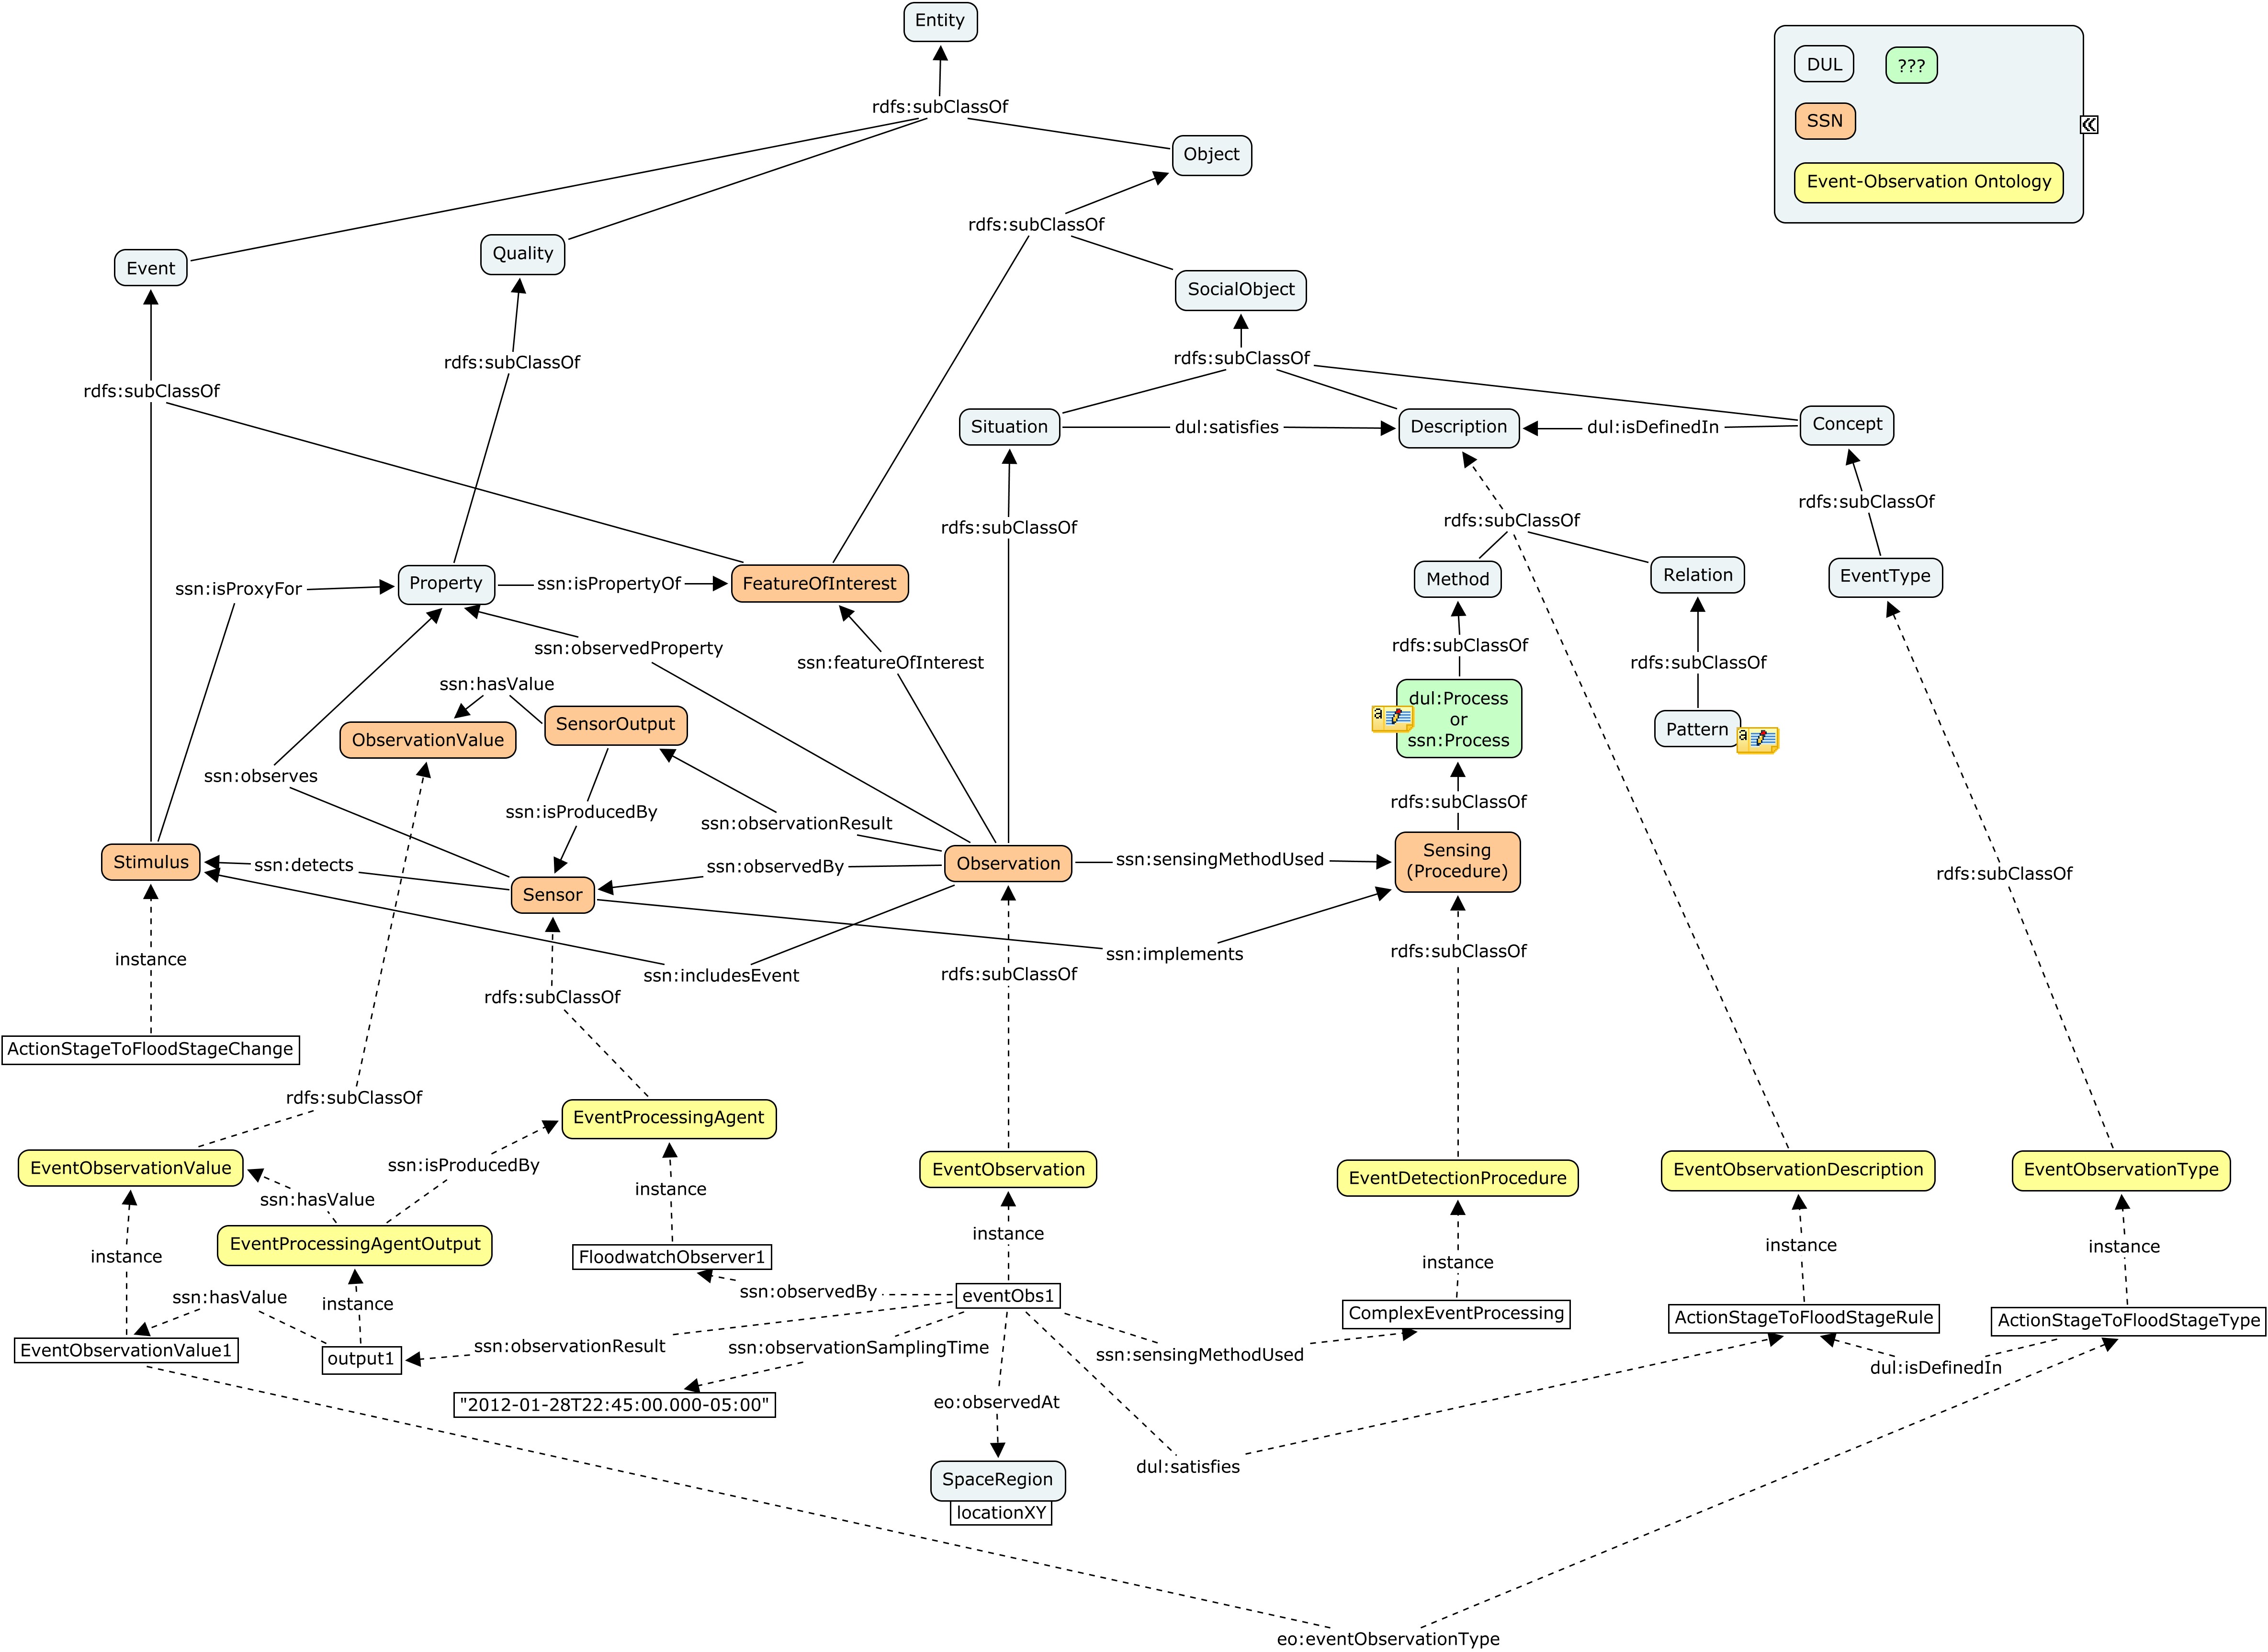 Entity
DUL
???
rdfs:subClassOf
SSN
Object
Event-Observation Ontology
rdfs:subClassOf
Event
Quality
SocialObject
rdfs:subClassOf
rdfs:subClassOf
rdfs:subClassOf
Situation
dul:satisfies
Description
dul:isDefinedIn
Concept
rdfs:subClassOf
rdfs:subClassOf
rdfs:subClassOf
ssn:isProxyFor
Property
ssn:isPropertyOf
FeatureOfInterest
Method
Relation
EventType
ssn:observedProperty
ssn:featureOfInterest
rdfs:subClassOf
rdfs:subClassOf
ssn:hasValue
dul:Process
or
ssn:Process
ObservationValue
SensorOutput
Pattern
ssn:observes
ssn:isProducedBy
ssn:observationResult
rdfs:subClassOf
Stimulus
ssn:detects
ssn:observedBy
Observation
ssn:sensingMethodUsed
Sensing
(Procedure)
rdfs:subClassOf
Sensor
instance
ssn:includesEvent
rdfs:subClassOf
ssn:implements
rdfs:subClassOf
rdfs:subClassOf
ActionStageToFloodStageChange
rdfs:subClassOf
EventProcessingAgent
EventObservationValue
ssn:isProducedBy
EventObservation
EventDetectionProcedure
EventObservationDescription
EventObservationType
ssn:hasValue
instance
EventProcessingAgentOutput
instance
instance
instance
instance
instance
FloodwatchObserver1
instance
ssn:hasValue
instance
ssn:observedBy
eventObs1
ComplexEventProcessing
ActionStageToFloodStageRule
ActionStageToFloodStageType
EventObservationValue1
output1
ssn:observationResult
ssn:observationSamplingTime
ssn:sensingMethodUsed
dul:isDefinedIn
"2012-01-28T22:45:00.000-05:00"
eo:observedAt
dul:satisfies
SpaceRegion
locationXY
eo:eventObservationType